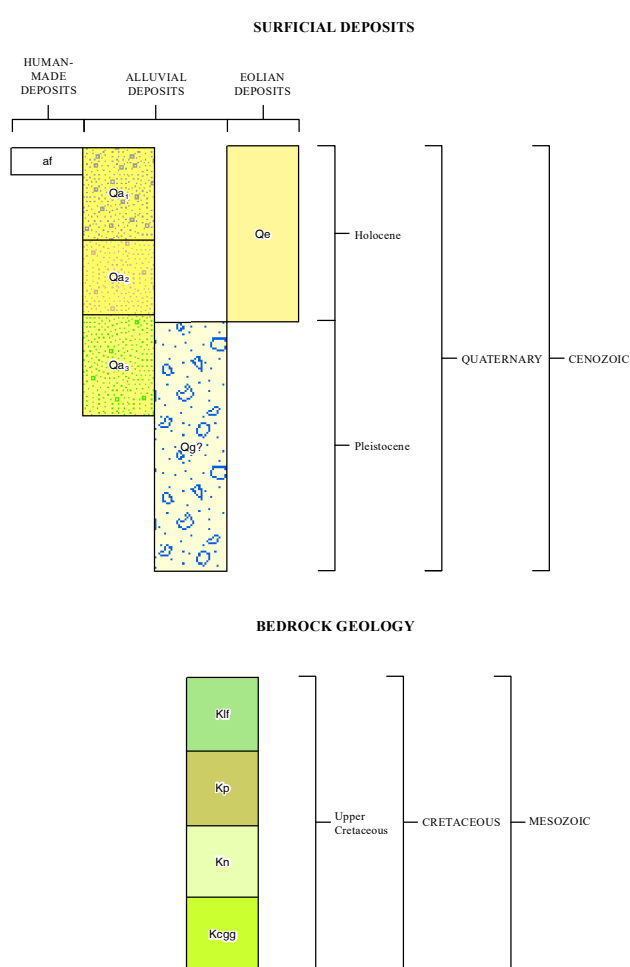 SURFICIAL DEPOSITS
HUMAN-
MADE
DEPOSITS
ALLUVIAL
DEPOSITS
EOLIAN
DEPOSITS
af
Qa₁
Qa₂
Qa₃
Qg?
Qe
Holocene
Pleistocene
QUATERNARY
CENOZOIC
BEDROCK GEOLOGY
Klf
Kp
Kn
Kcgg
Upper
Cretaceous
CRETACEOUS
MESOZOIC